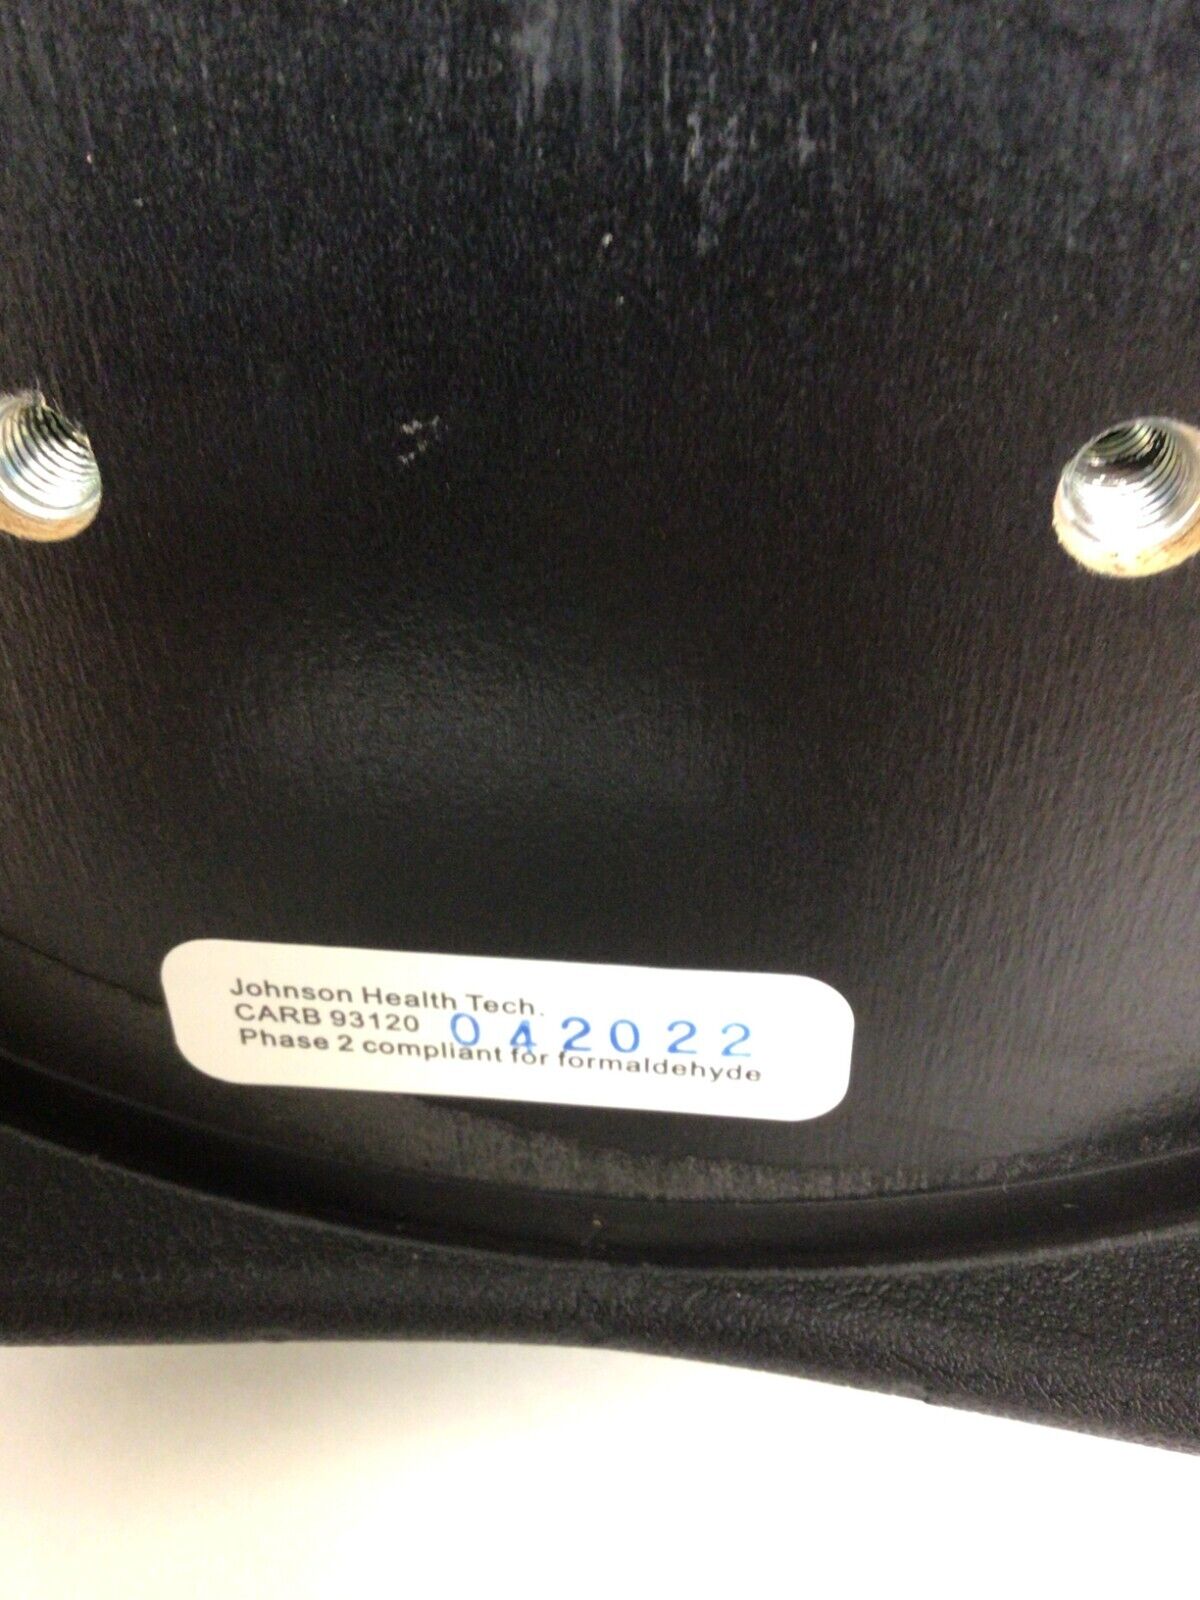 Johnson Health Tech.
CARB 93120 042022
Phase 2 compliant for formaldehyde